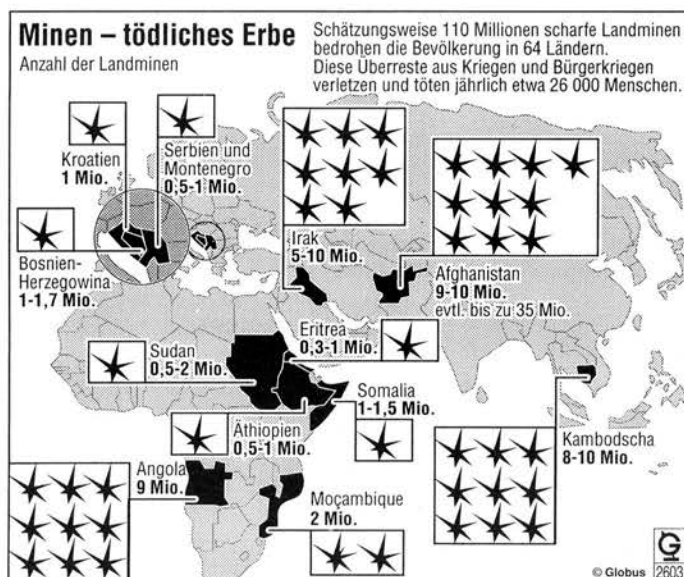 Minen – tödliches Erbe
Anzahl der Landminen
Schätzungsweise 110 Millionen scharfe Landminen
bedrohen die Bevölkerung in 64 Ländern.
Diese Überreste aus Kriegen und Bürgerkriegen
verletzen und töten jährlich etwa 26 000 Menschen.
Kroatien
1 Mio.
Serbien und
Montenegro
0,5-1 Mio.
Bosnien-
Herzegowina
1-1,7 Mio.
Irak
5-10 Mio.
Afghanistan
9-10 Mio.
evtl. bis zu 35 Mio.
Eritrea
0,3-1 Mio.
Sudan
0,5-2 Mio.
Somalia
1-1,5 Mio.
Äthiopien
0,5-1 Mio.
Kambodscha
8-10 Mio.
Angola
9 Mio.
Moçambique
2 Mio.
© Globus
2603